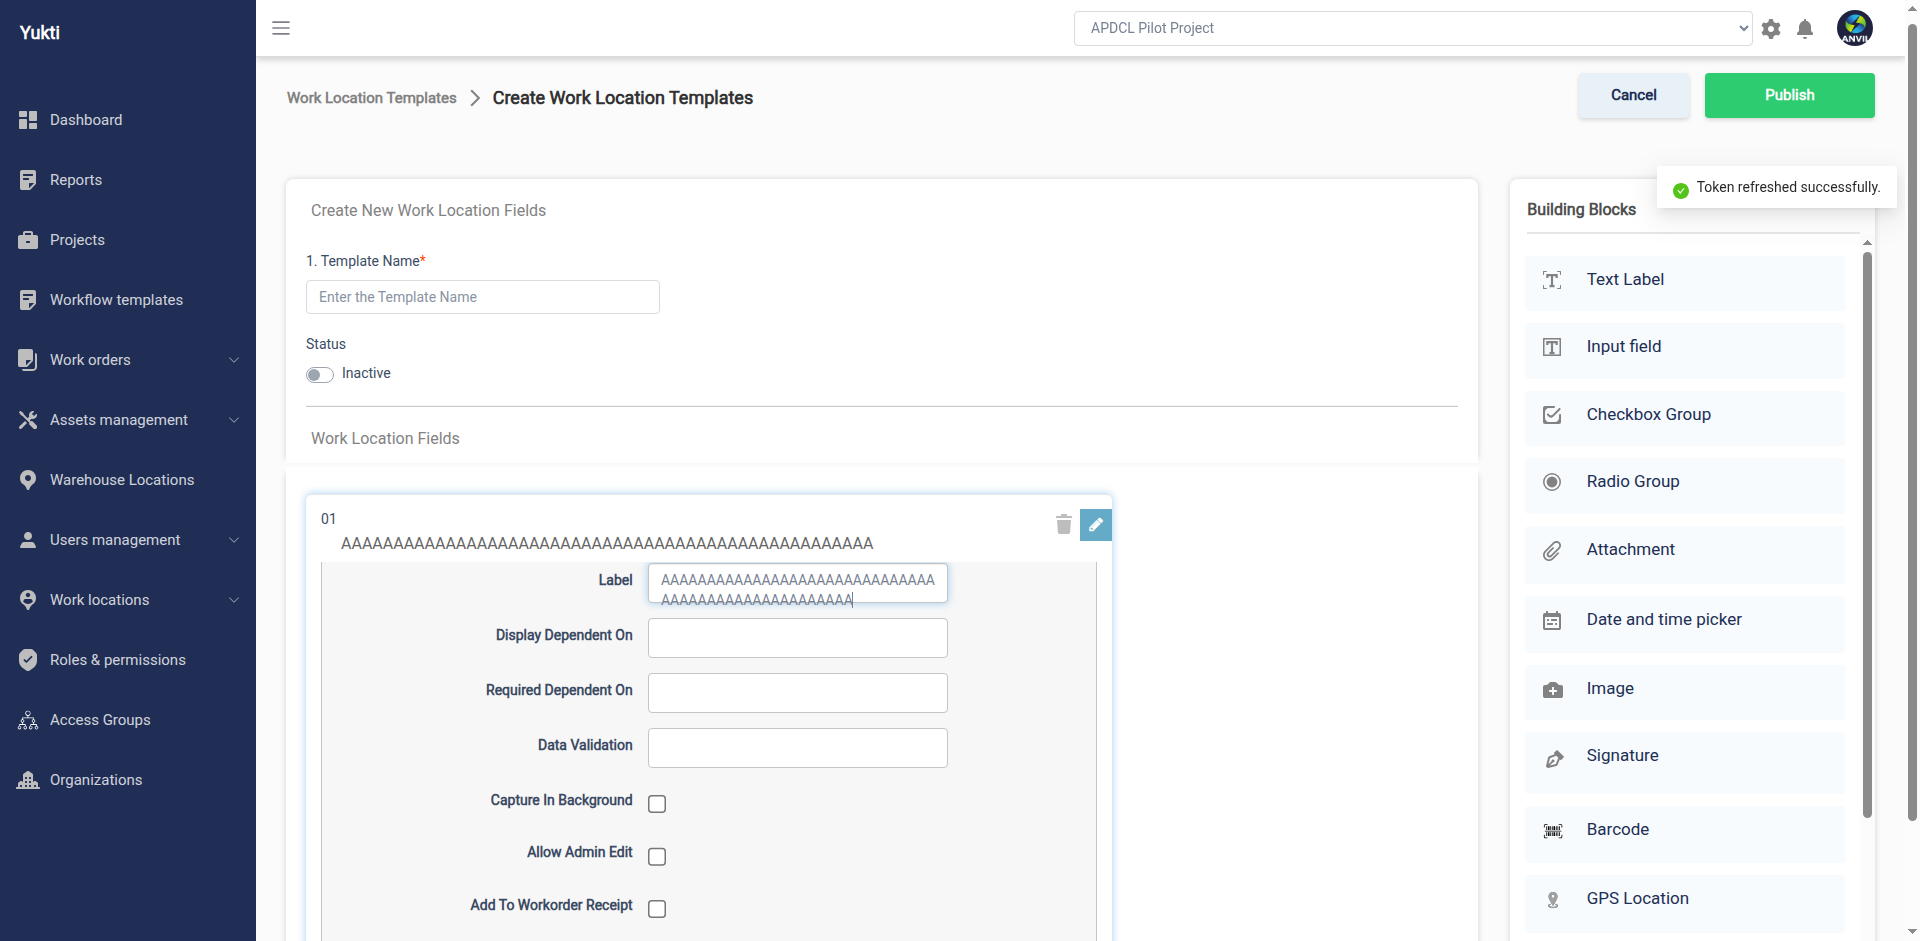 Yukti
APDCL Pilot Project
ANVIL
Work Location Templates > Create Work Location Templates
Cancel
Publish
Token refreshed successfully.
Dashboard
Reports
Projects
Workflow templates
Work orders
Assets management
Warehouse Locations
Users management
Work locations
Roles & permissions
Access Groups
Organizations
Create New Work Location Fields
1. Template Name*
Enter the Template Name
Status
Inactive
Work Location Fields
01
AAAAAAAAAAAAAAAAAAAAAAAAAAAAAAAAAAAAAAAAAAAAAAAAAAA
Label
AAAAAAAAAAAAAAAAAAAAAAAAAAAAAA
AAAAAAAAAAAAAAAAAAAAA
Display Dependent On
Required Dependent On
Data Validation
Capture In Background
Allow Admin Edit
Add To Workorder Receipt
Building Blocks
Text Label
Input field
Checkbox Group
Radio Group
Attachment
Date and time picker
Image
Signature
Barcode
GPS Location